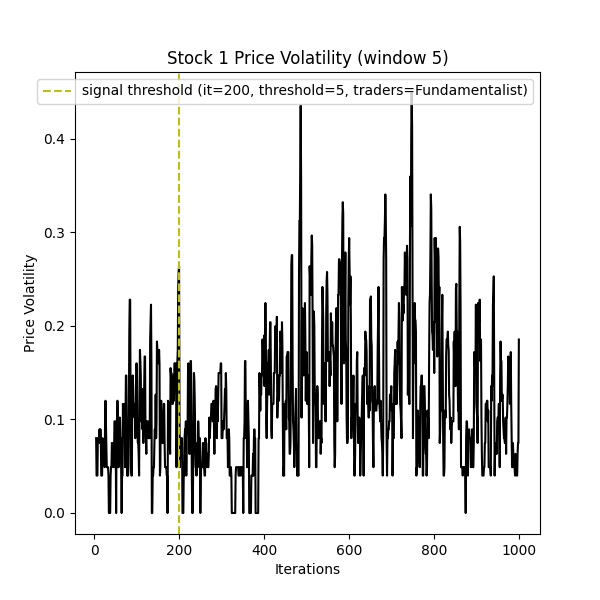 Stock 1 Price Volatility (window 5)
signal threshold (it=200, threshold=5, traders=Fundamentalist)
Price Volatility
0.4
0.3
0.2
0.1
0.0
0 200 400 600 800 1000
Iterations